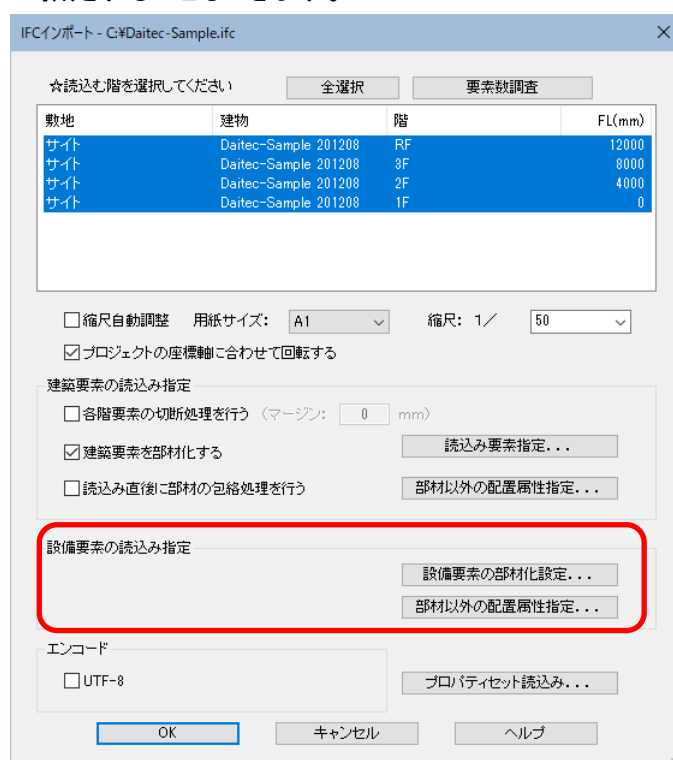 IFCインポート - C:¥Daitec-Sample.ifc
☆読込む階を選択してください 全選択 要素数調査
敷地 建物 階 FL(mm)
サイト Daitec-Sample 201208 RF 12000
サイト Daitec-Sample 201208 3F 8000
サイト Daitec-Sample 201208 2F 4000
サイト Daitec-Sample 201208 1F 0
縮尺自動調整 用紙サイズ: A1 縮尺: 1／ 50
プロジェクトの座標軸に合わせて回転する
建築要素の読込み指定
各階要素の切断処理を行う (マージン: 0 mm)
建築要素を部材化する 読込み要素指定...
読込み直後に部材の包絡処理を行う 部材以外の配置属性指定...
設備要素の読込み指定
設備要素の部材化設定...
部材以外の配置属性指定...
エンコード
UTF-8 プロパティセット読込み...
OK キャンセル ヘルプ